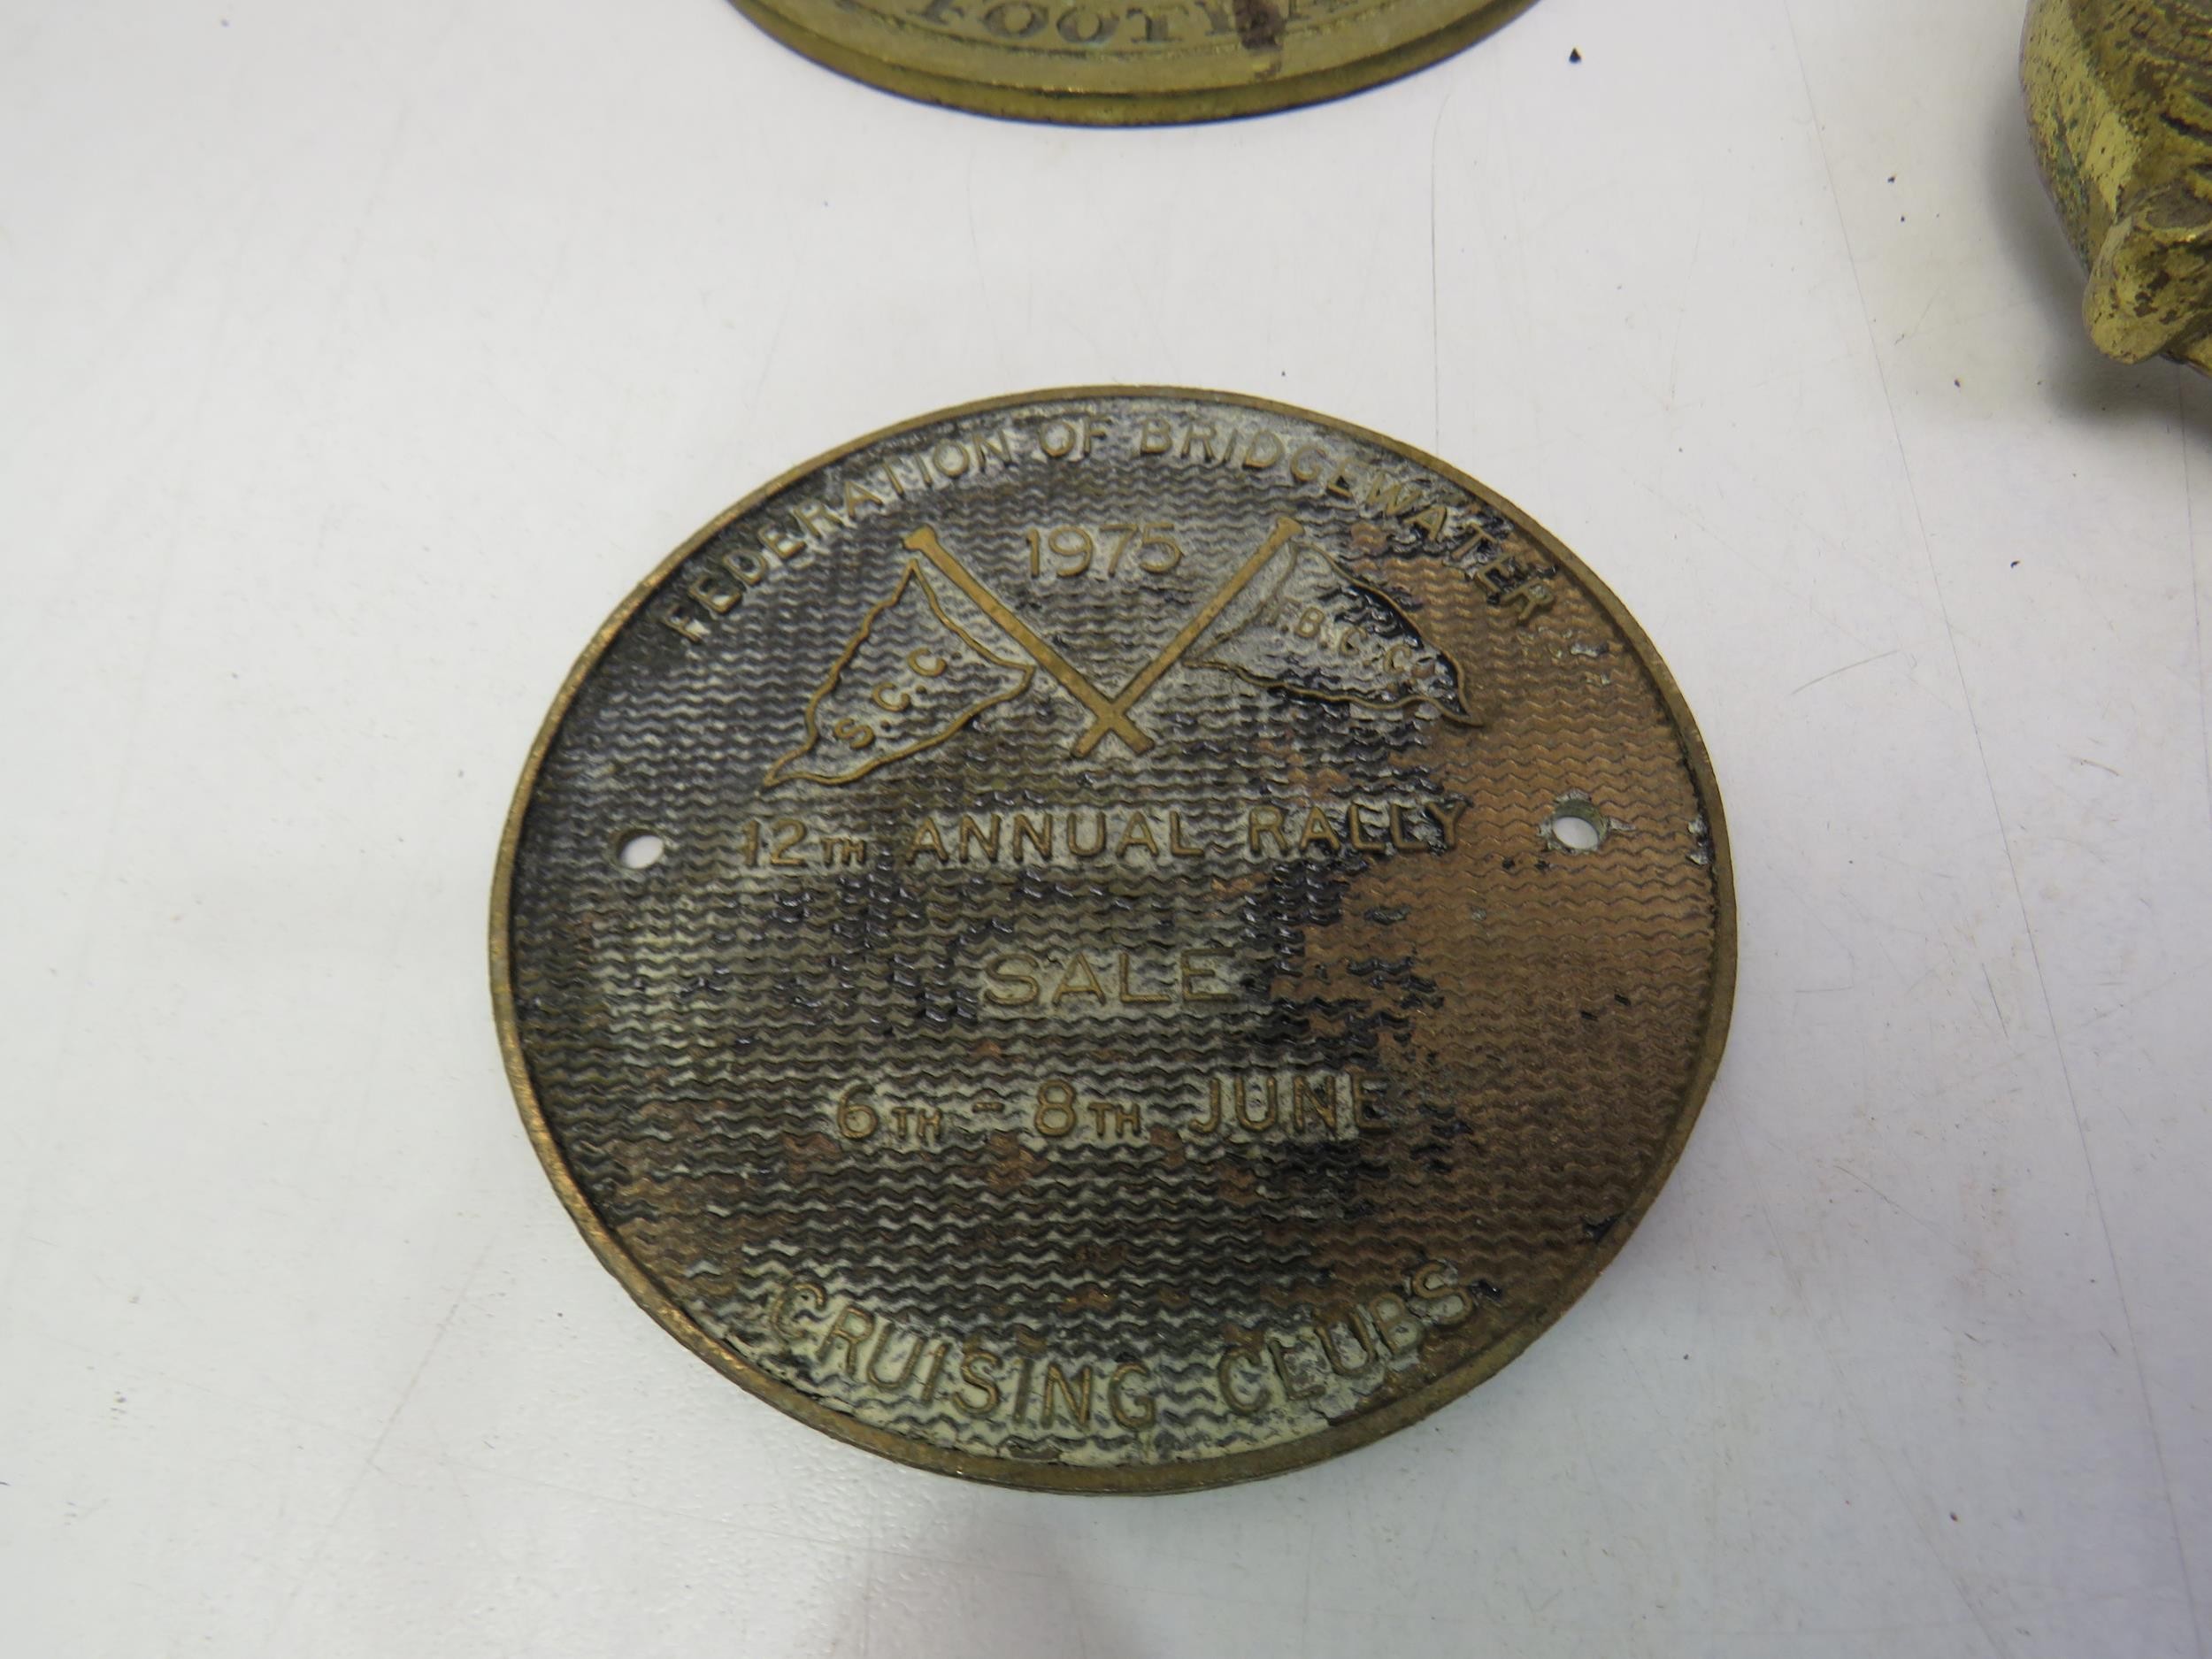 FEDERATION OF BRIDGEWATER
1975
S.C.C.
F.B.C.C.
12TH ANNUAL RALLY
SALE
6TH - 8TH JUNE
CRUISING CLUBS